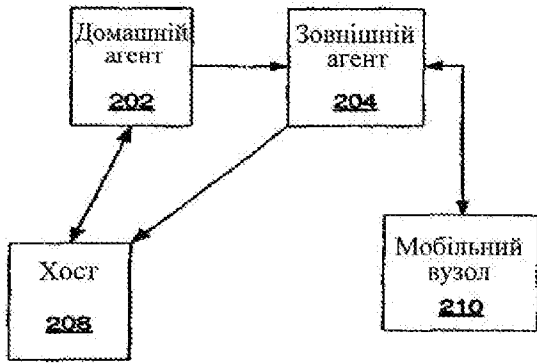 Домашній
агент
202
Зовнішній
агент
204
Хост
208
Мобільний
вузол
210